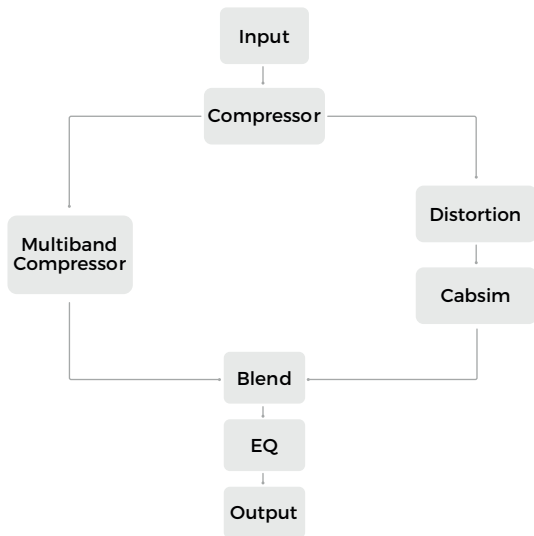 Input
Compressor
Distortion
Multiband
Compressor
Cabsim
Blend
EQ
Output